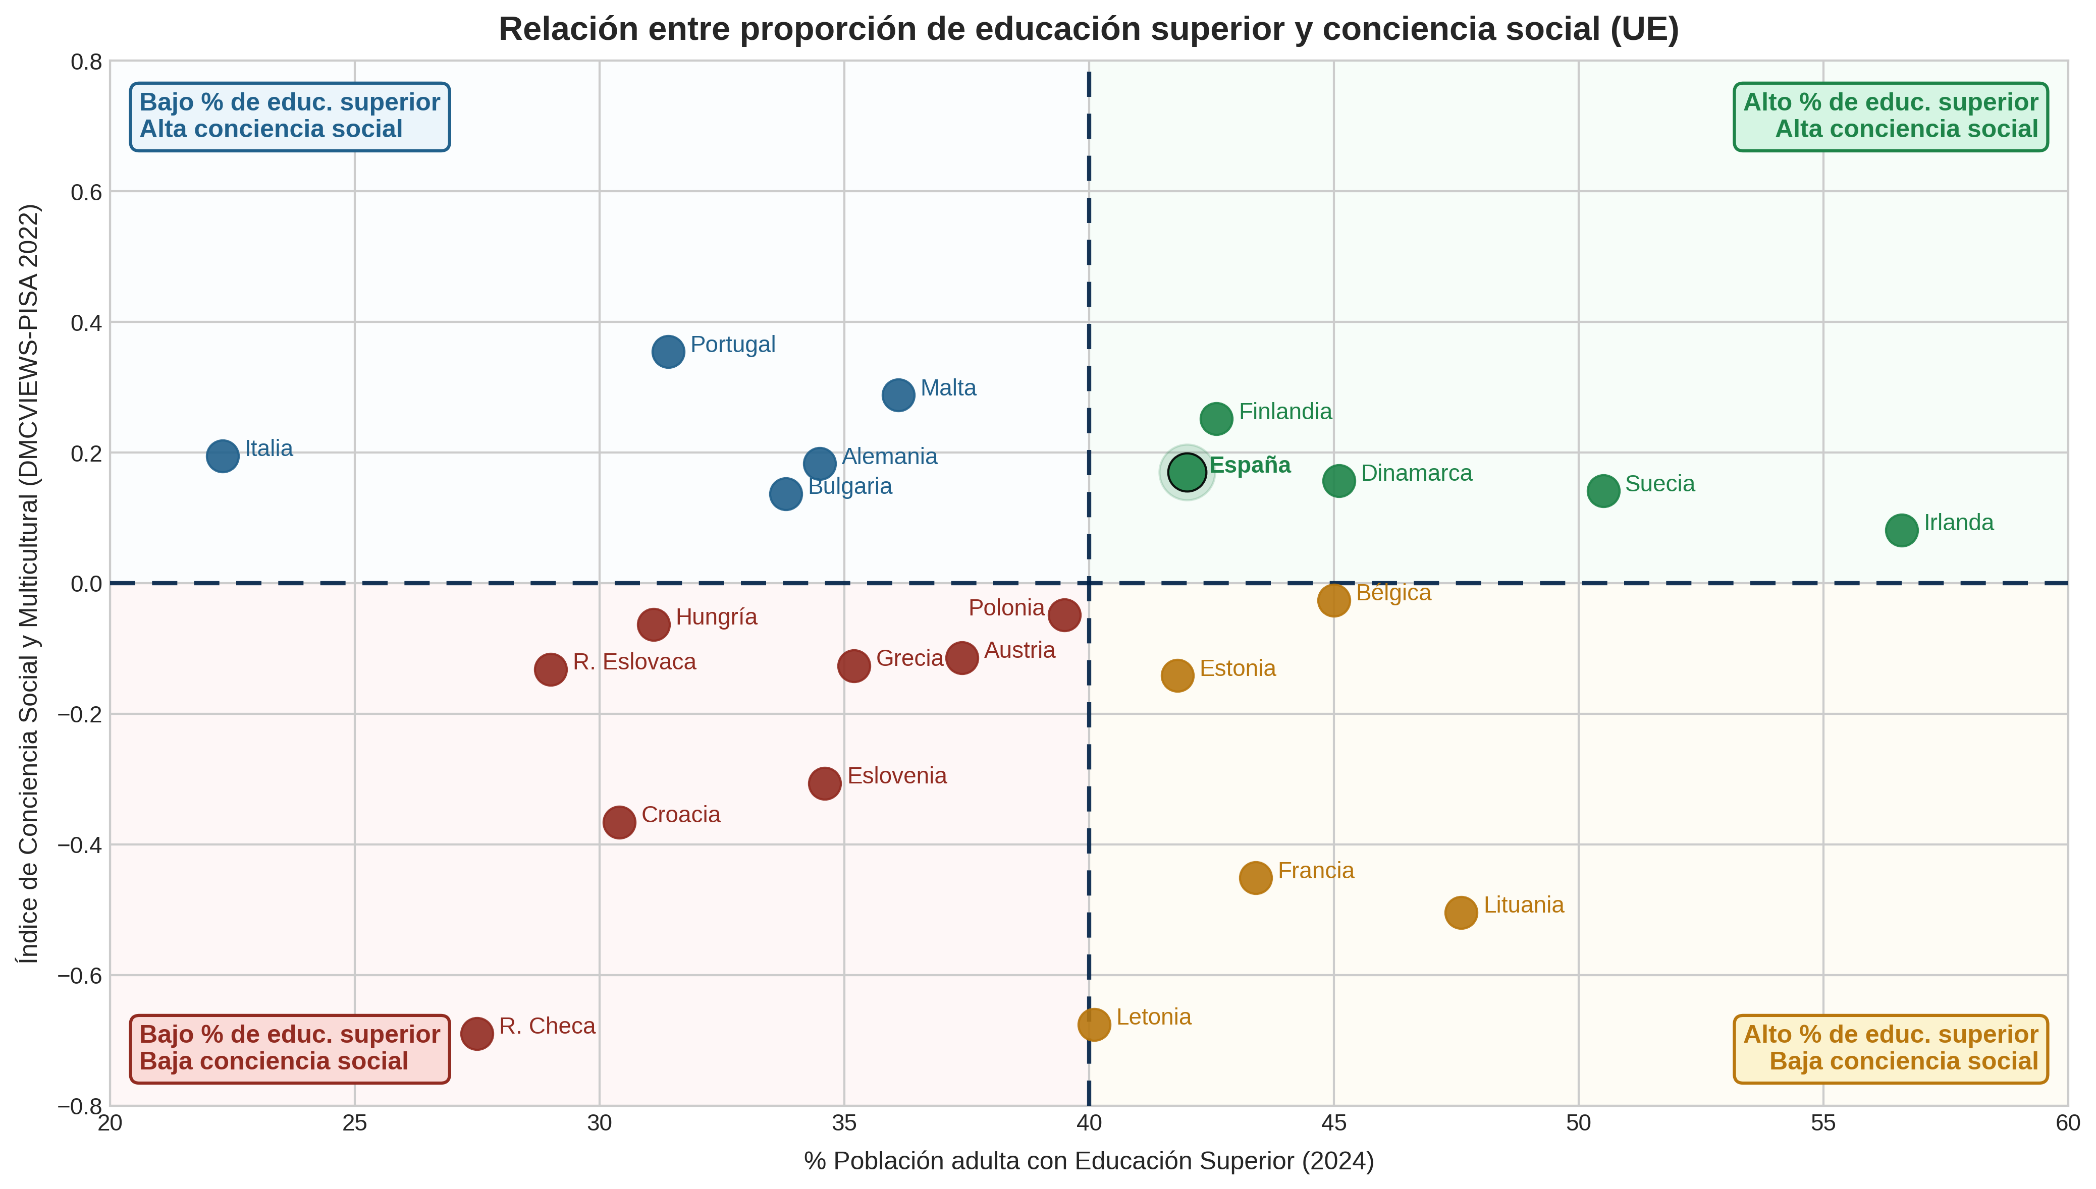 Relación entre proporción de educación superior y conciencia social (UE)
Índice de Conciencia Social y Multicultural (DMCVIEWS-PISA 2022)
0.8
0.6
0.4
0.2
0.0
−0.2
−0.4
−0.6
−0.8
Bajo % de educ. superior
Alta conciencia social
Alto % de educ. superior
Alta conciencia social
Portugal
Malta
Italia
Alemania
Bulgaria
Finlandia
España
Dinamarca
Suecia
Irlanda
Hungría
Polonia
R. Eslovaca
Grecia
Austria
Eslovenia
Croacia
R. Checa
Bélgica
Estonia
Francia
Lituania
Letonia
Bajo % de educ. superior
Baja conciencia social
Alto % de educ. superior
Baja conciencia social
20
25
30
35
40
45
50
55
60
% Población adulta con Educación Superior (2024)